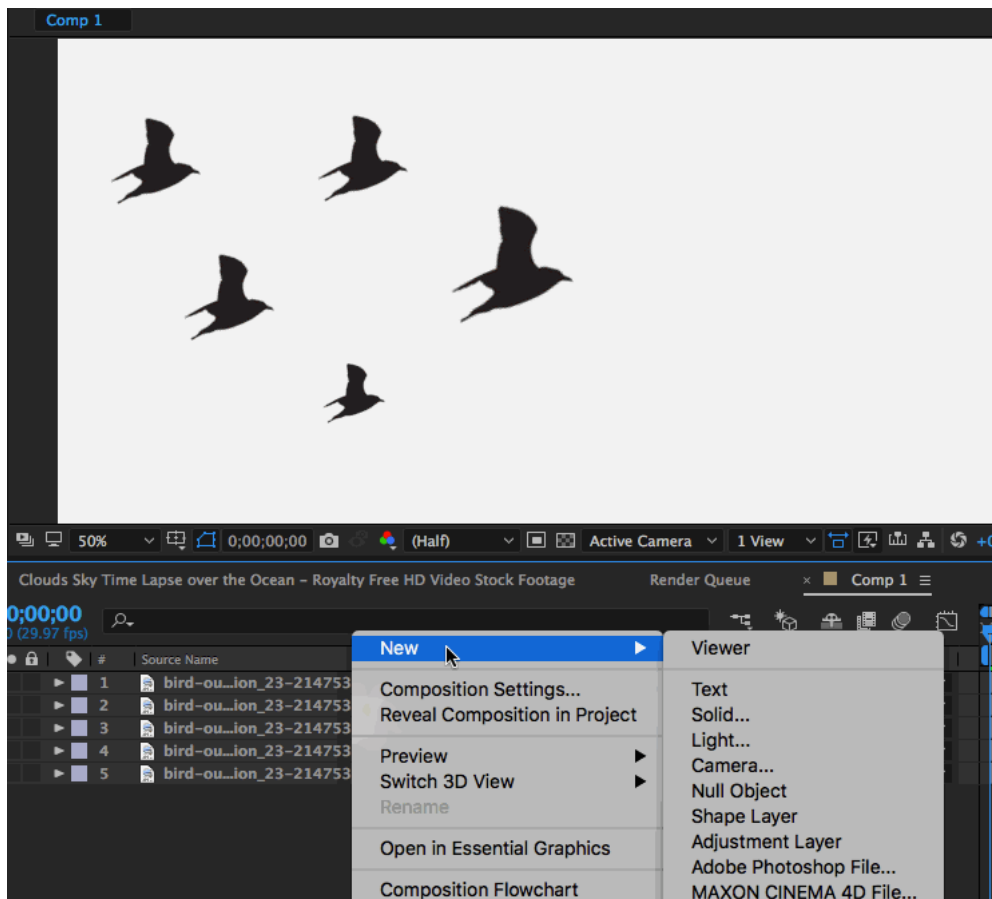 Comp 1
50% 0;00;00;00 (Half) Active Camera 1 View
Clouds Sky Time Lapse over the Ocean – Royalty Free HD Video Stock Footage Render Queue × Comp 1
0;00;00
(29.97 fps)
# Source Name
1 bird-ou...ion_23-214753
2 bird-ou...ion_23-214753
3 bird-ou...ion_23-214753
4 bird-ou...ion_23-214753
5 bird-ou...ion_23-214753
New
Composition Settings...
Reveal Composition in Project
Preview
Switch 3D View
Rename
Open in Essential Graphics
Composition Flowchart
Viewer
Text
Solid...
Light...
Camera...
Null Object
Shape Layer
Adjustment Layer
Adobe Photoshop File...
MAXON CINEMA 4D File...